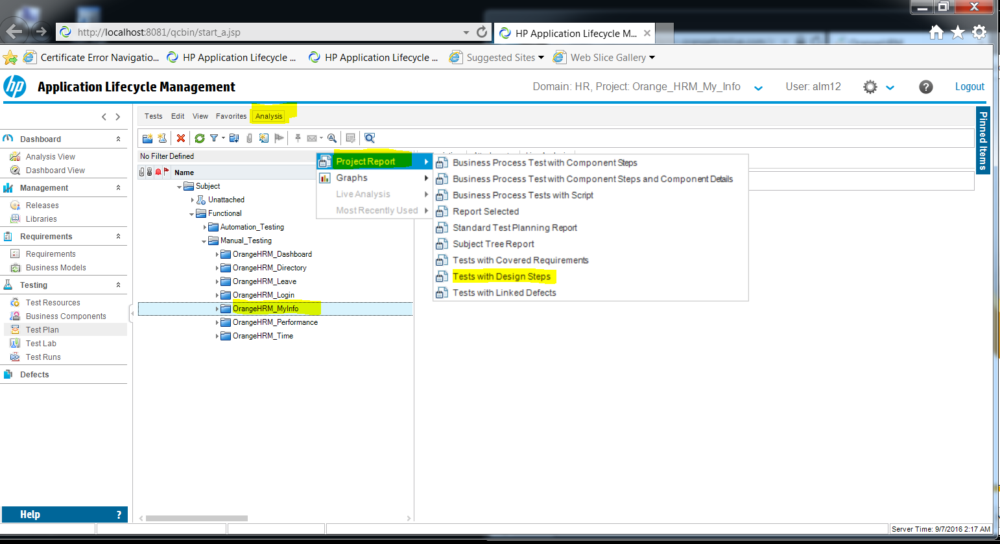 http://localhost:8081/qcbin/start_a.jsp
HP Application Lifecycle M...
Certificate Error Navigatio...
HP Application Lifecycle ...
HP Application Lifecycle ...
Suggested Sites
Web Slice Gallery
hp
Application Lifecycle Management
Domain: HR, Project: Orange_HRM_My_Info
User: alm12
?
Logout
Dashboard
Analysis View
Dashboard View
Management
Releases
Libraries
Requirements
Requirements
Business Models
Testing
Test Resources
Business Components
Test Plan
Test Lab
Test Runs
Defects
Help ?
Tests Edit View Favorites Analysis
No Filter Defined
Name
Subject
Unattached
Functional
Automation_Testing
Manual_Testing
OrangeHRM_Dashboard
OrangeHRM_Directory
OrangeHRM_Leave
OrangeHRM_Login
OrangeHRM_MyInfo
OrangeHRM_Performance
OrangeHRM_Time
Project Report
Graphs
Live Analysis
Most Recently Used
Business Process Test with Component Steps
Business Process Test with Component Steps and Component Details
Business Process Tests with Script
Report Selected
Standard Test Planning Report
Subject Tree Report
Tests with Covered Requirements
Tests with Design Steps
Tests with Linked Defects
Pinned Items
Server Time: 9/7/2016 2:17 AM